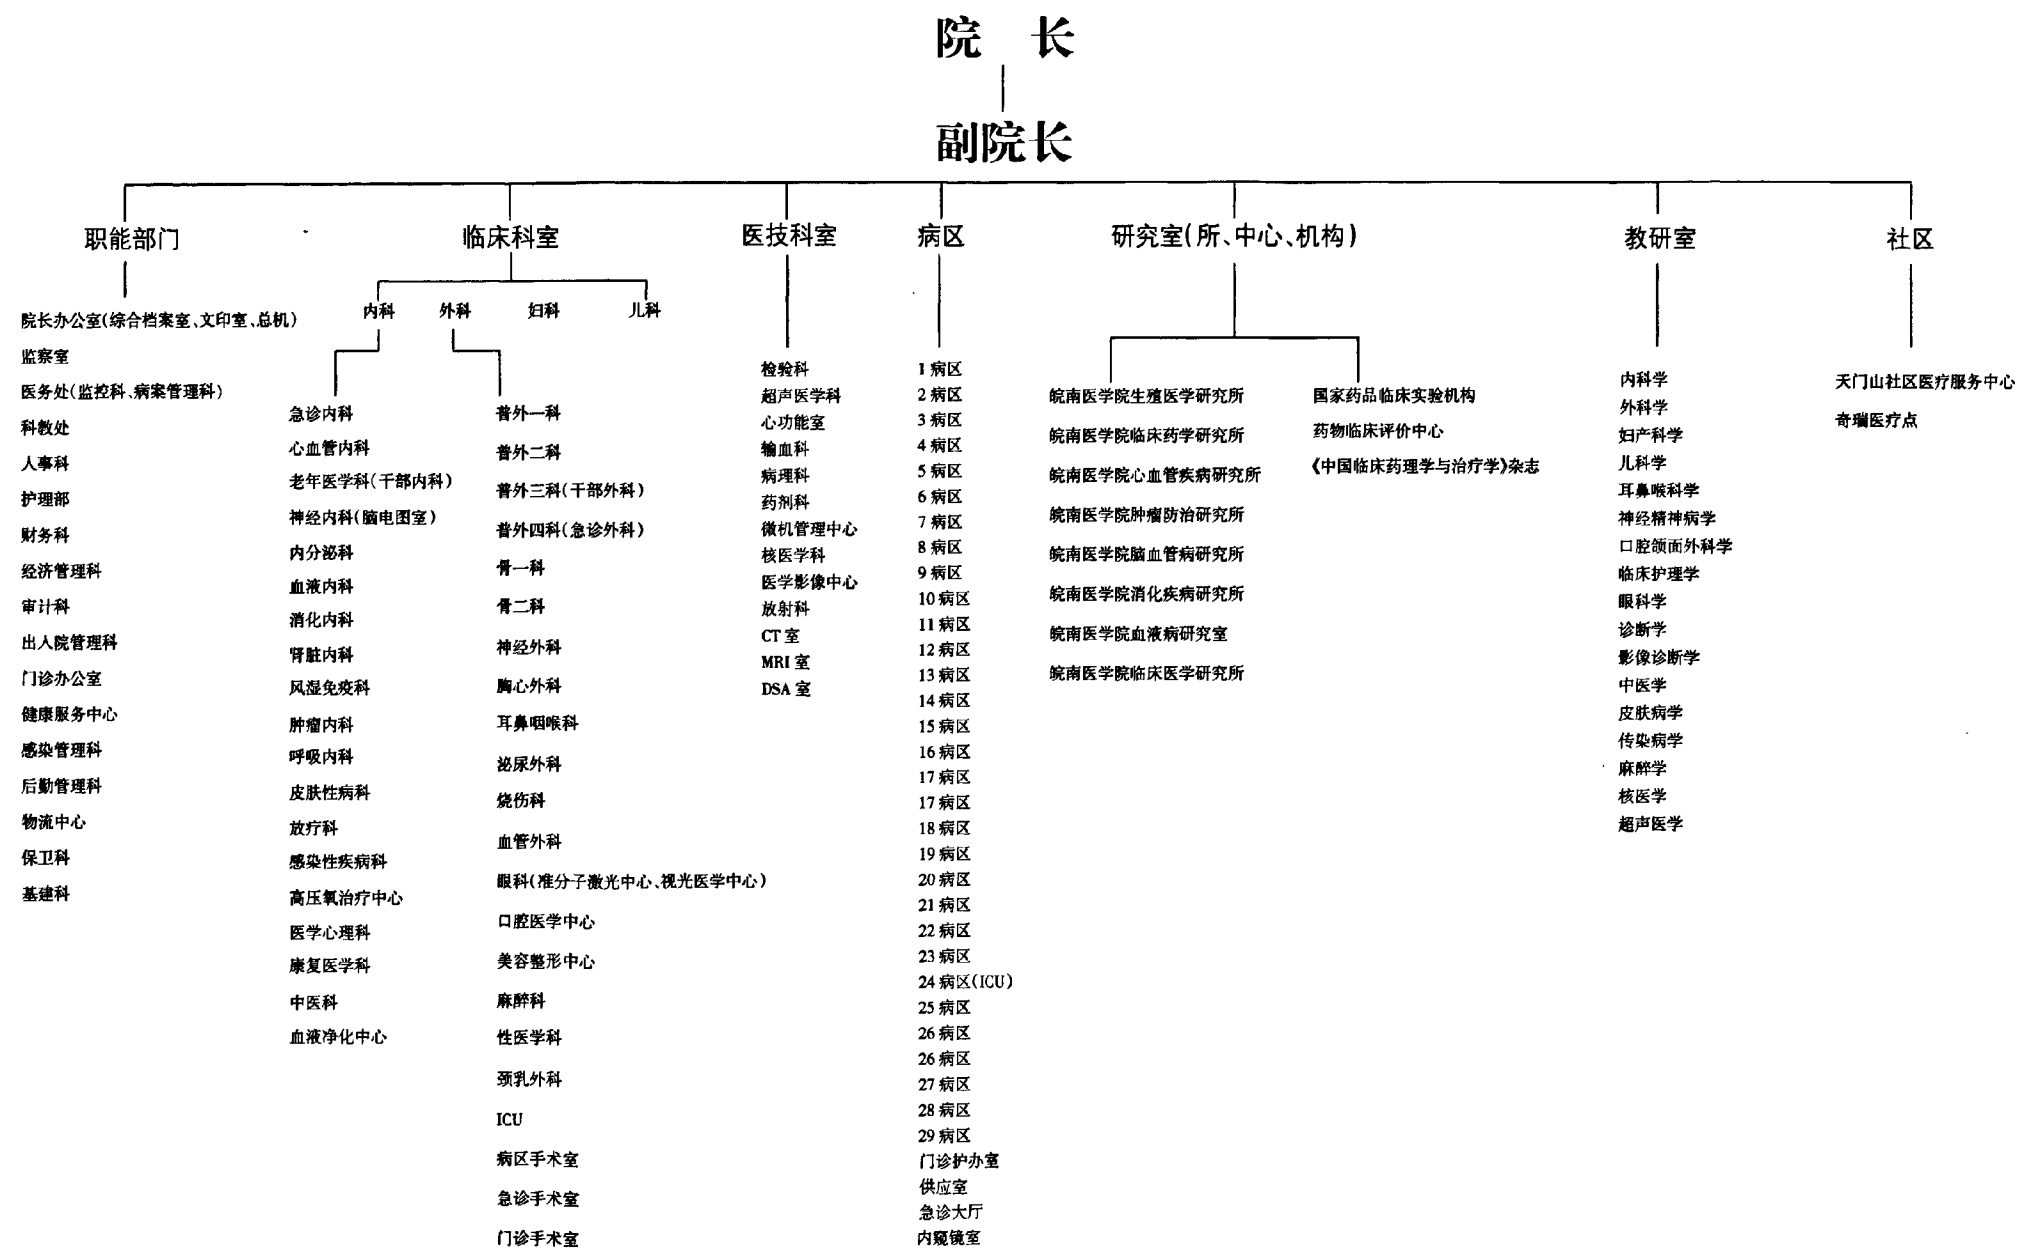 院 长
副院长
职能部门
院长办公室(综合档案室、文印室、总机)
监察室
医务处(监控科、病案管理科)
科教处
人事科
护理部
财务科
经济管理科
审计科
出入院管理科
门诊办公室
健康服务中心
感染管理科
后勤管理科
物流中心
保卫科
基建科
临床科室
内科
急诊内科
心血管内科
老年医学科(干部内科)
神经内科(脑电图室)
内分泌科
血液内科
消化内科
肾脏内科
风湿免疫科
肿瘤内科
呼吸内科
皮肤性病科
放疗科
感染性疾病科
高压氧治疗中心
医学心理科
康复医学科
中医科
血液净化中心
外科
普外一科
普外二科
普外三科(干部外科)
普外四科(急诊外科)
骨一科
骨二科
神经外科
胸心外科
耳鼻咽喉科
泌尿外科
烧伤科
血管外科
眼科(准分子激光中心、视光医学中心)
口腔医学中心
美容整形中心
麻醉科
性医学科
颈乳外科
ICU
病区手术室
急诊手术室
门诊手术室
妇科
儿科
医技科室
检验科
超声医学科
心功能室
输血科
病理科
药剂科
微机管理中心
核医学科
医学影像中心
放射科
CT 室
MRI 室
DSA 室
病区
1 病区
2 病区
3 病区
4 病区
5 病区
6 病区
7 病区
8 病区
9 病区
10 病区
11 病区
12 病区
13 病区
14 病区
15 病区
16 病区
17 病区
17 病区
18 病区
19 病区
20 病区
21 病区
22 病区
23 病区
24 病区(ICU)
25 病区
26 病区
26 病区
27 病区
28 病区
29 病区
门诊护办室
供应室
急诊大厅
内窥镜室
研究室(所、中心、机构)
皖南医学院生殖医学研究所
皖南医学院临床药学研究所
皖南医学院心血管疾病研究所
皖南医学院肿瘤防治研究所
皖南医学院脑血管病研究所
皖南医学院消化疾病研究所
皖南医学院血液病研究室
皖南医学院临床医学研究所
国家药品临床实验机构
药物临床评价中心
《中国临床药理学与治疗学》杂志
教研室
内科学
外科学
妇产科学
儿科学
耳鼻喉科学
神经精神病学
口腔颌面外科学
临床护理学
眼科学
诊断学
影像诊断学
中医学
皮肤病学
传染病学
麻醉学
核医学
超声医学
社区
天门山社区医疗服务中心
奇瑞医疗点